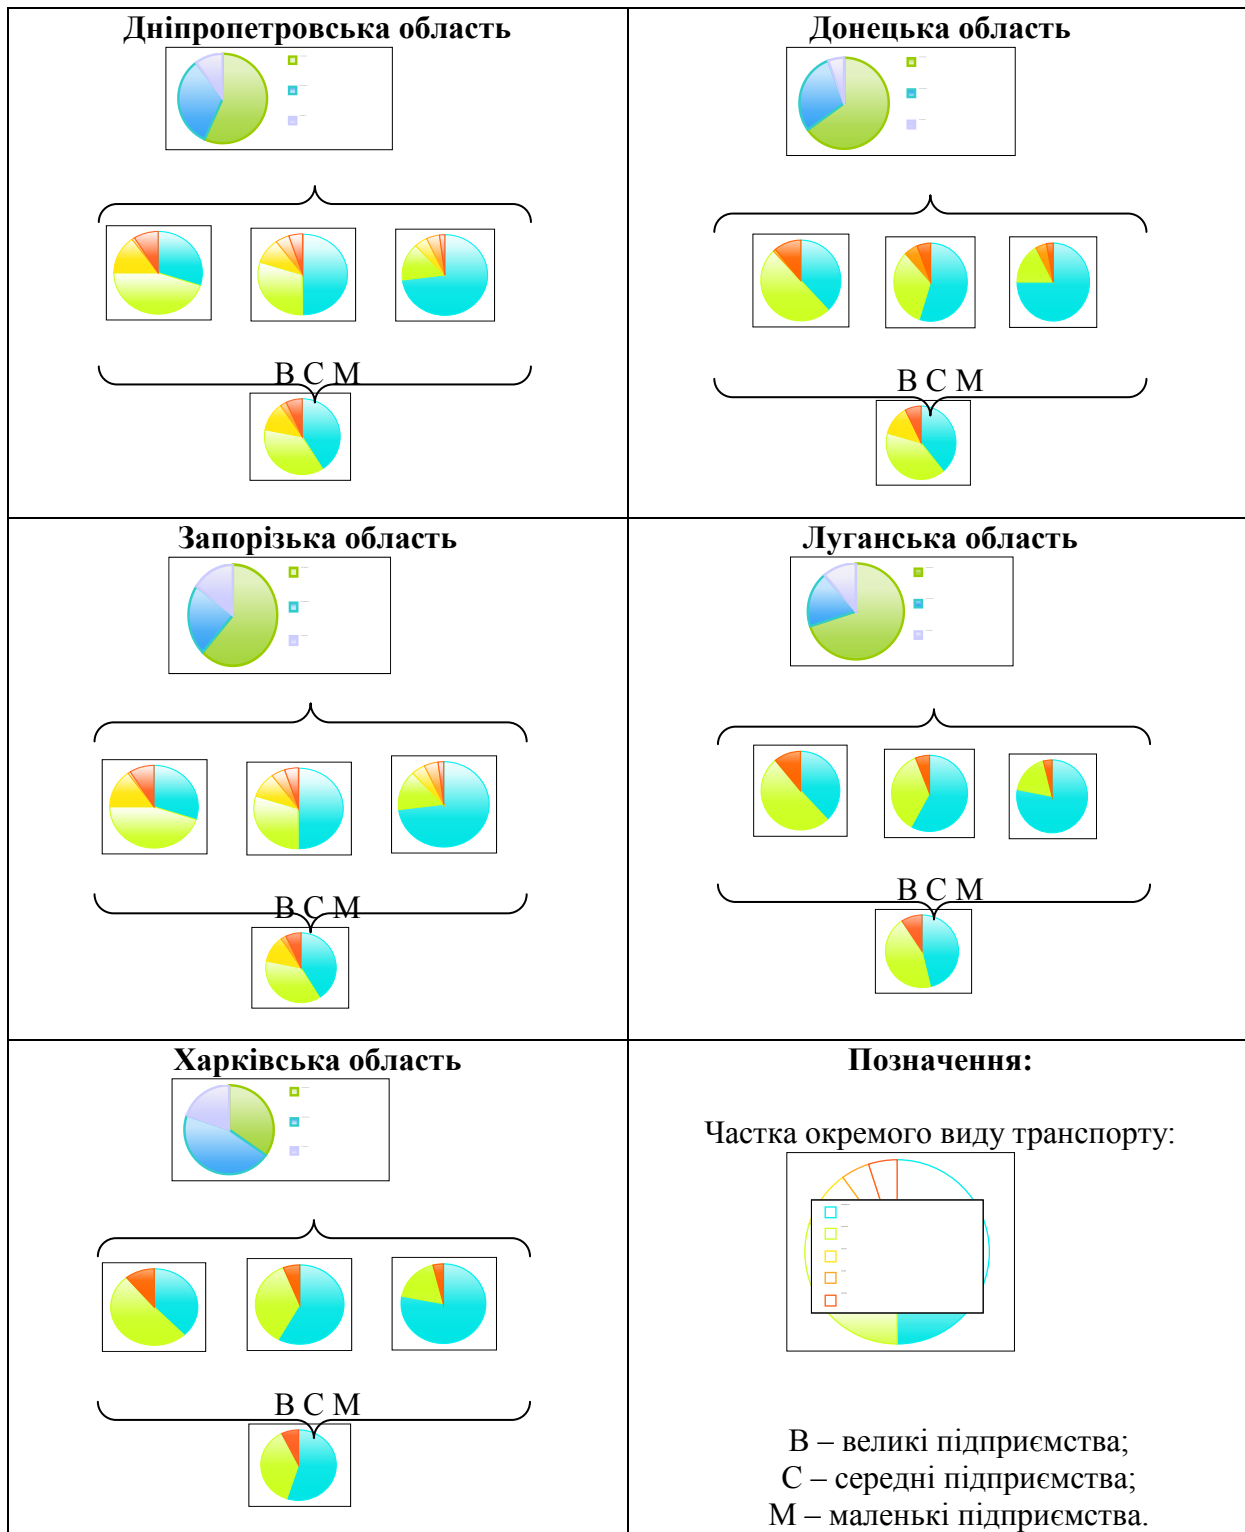 Дніпропетровська область
В С М
Донецька область
В С М
Запорізька область
В С М
Луганська область
В С М
Харківська область
В С М
Позначення:
Частка окремого виду транспорту:
В – великі підприємства;
С – середні підприємства;
М – маленькі підприємства.